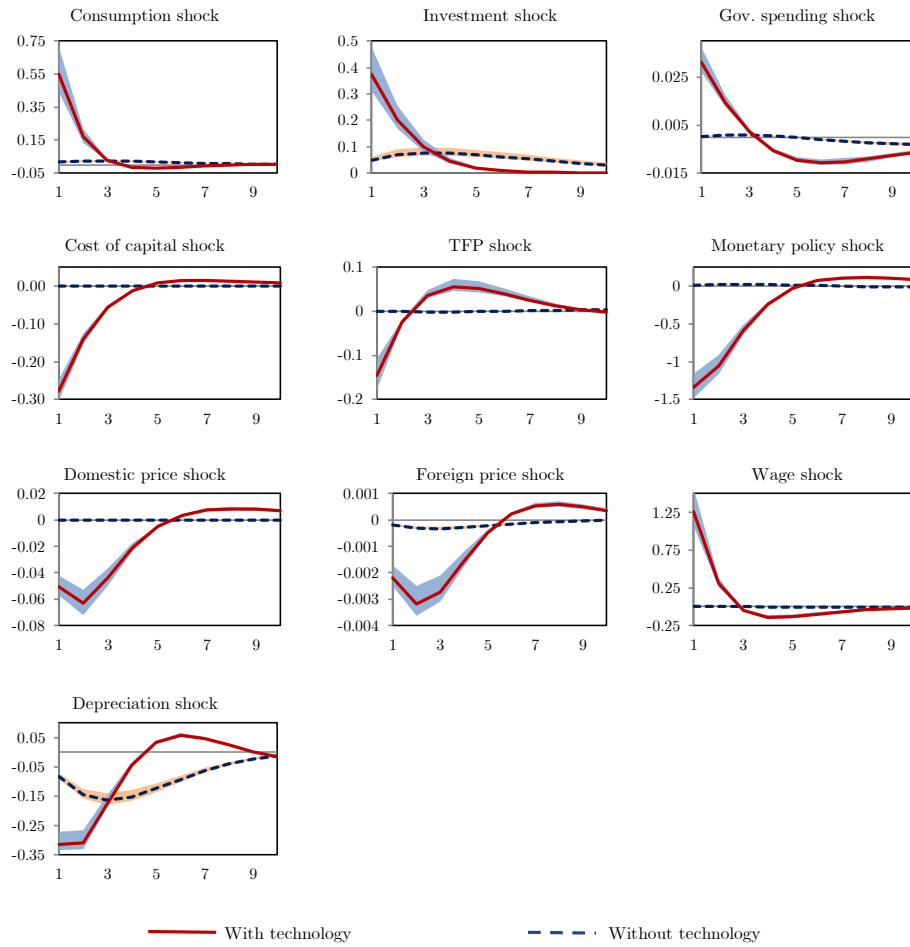 Consumption shock
0.75
0.55
0.35
0.15
-0.05
1 3 5 7 9
Investment shock
0.5
0.4
0.3
0.2
0.1
0
1 3 5 7 9
Gov. spending shock
0.025
0.005
-0.015
1 3 5 7 9
Cost of capital shock
0.00
-0.10
-0.20
-0.30
1 3 5 7 9
TFP shock
0.1
0
-0.1
-0.2
1 3 5 7 9
Monetary policy shock
0
-0.5
-1
-1.5
1 3 5 7 9
Domestic price shock
0.02
0
-0.02
-0.04
-0.06
-0.08
1 3 5 7 9
Foreign price shock
0.001
0
-0.001
-0.002
-0.003
-0.004
1 3 5 7 9
Wage shock
1.25
0.75
0.25
-0.25
1 3 5 7 9
Depreciation shock
0.05
-0.05
-0.15
-0.25
-0.35
1 3 5 7 9
With technology
Without technology